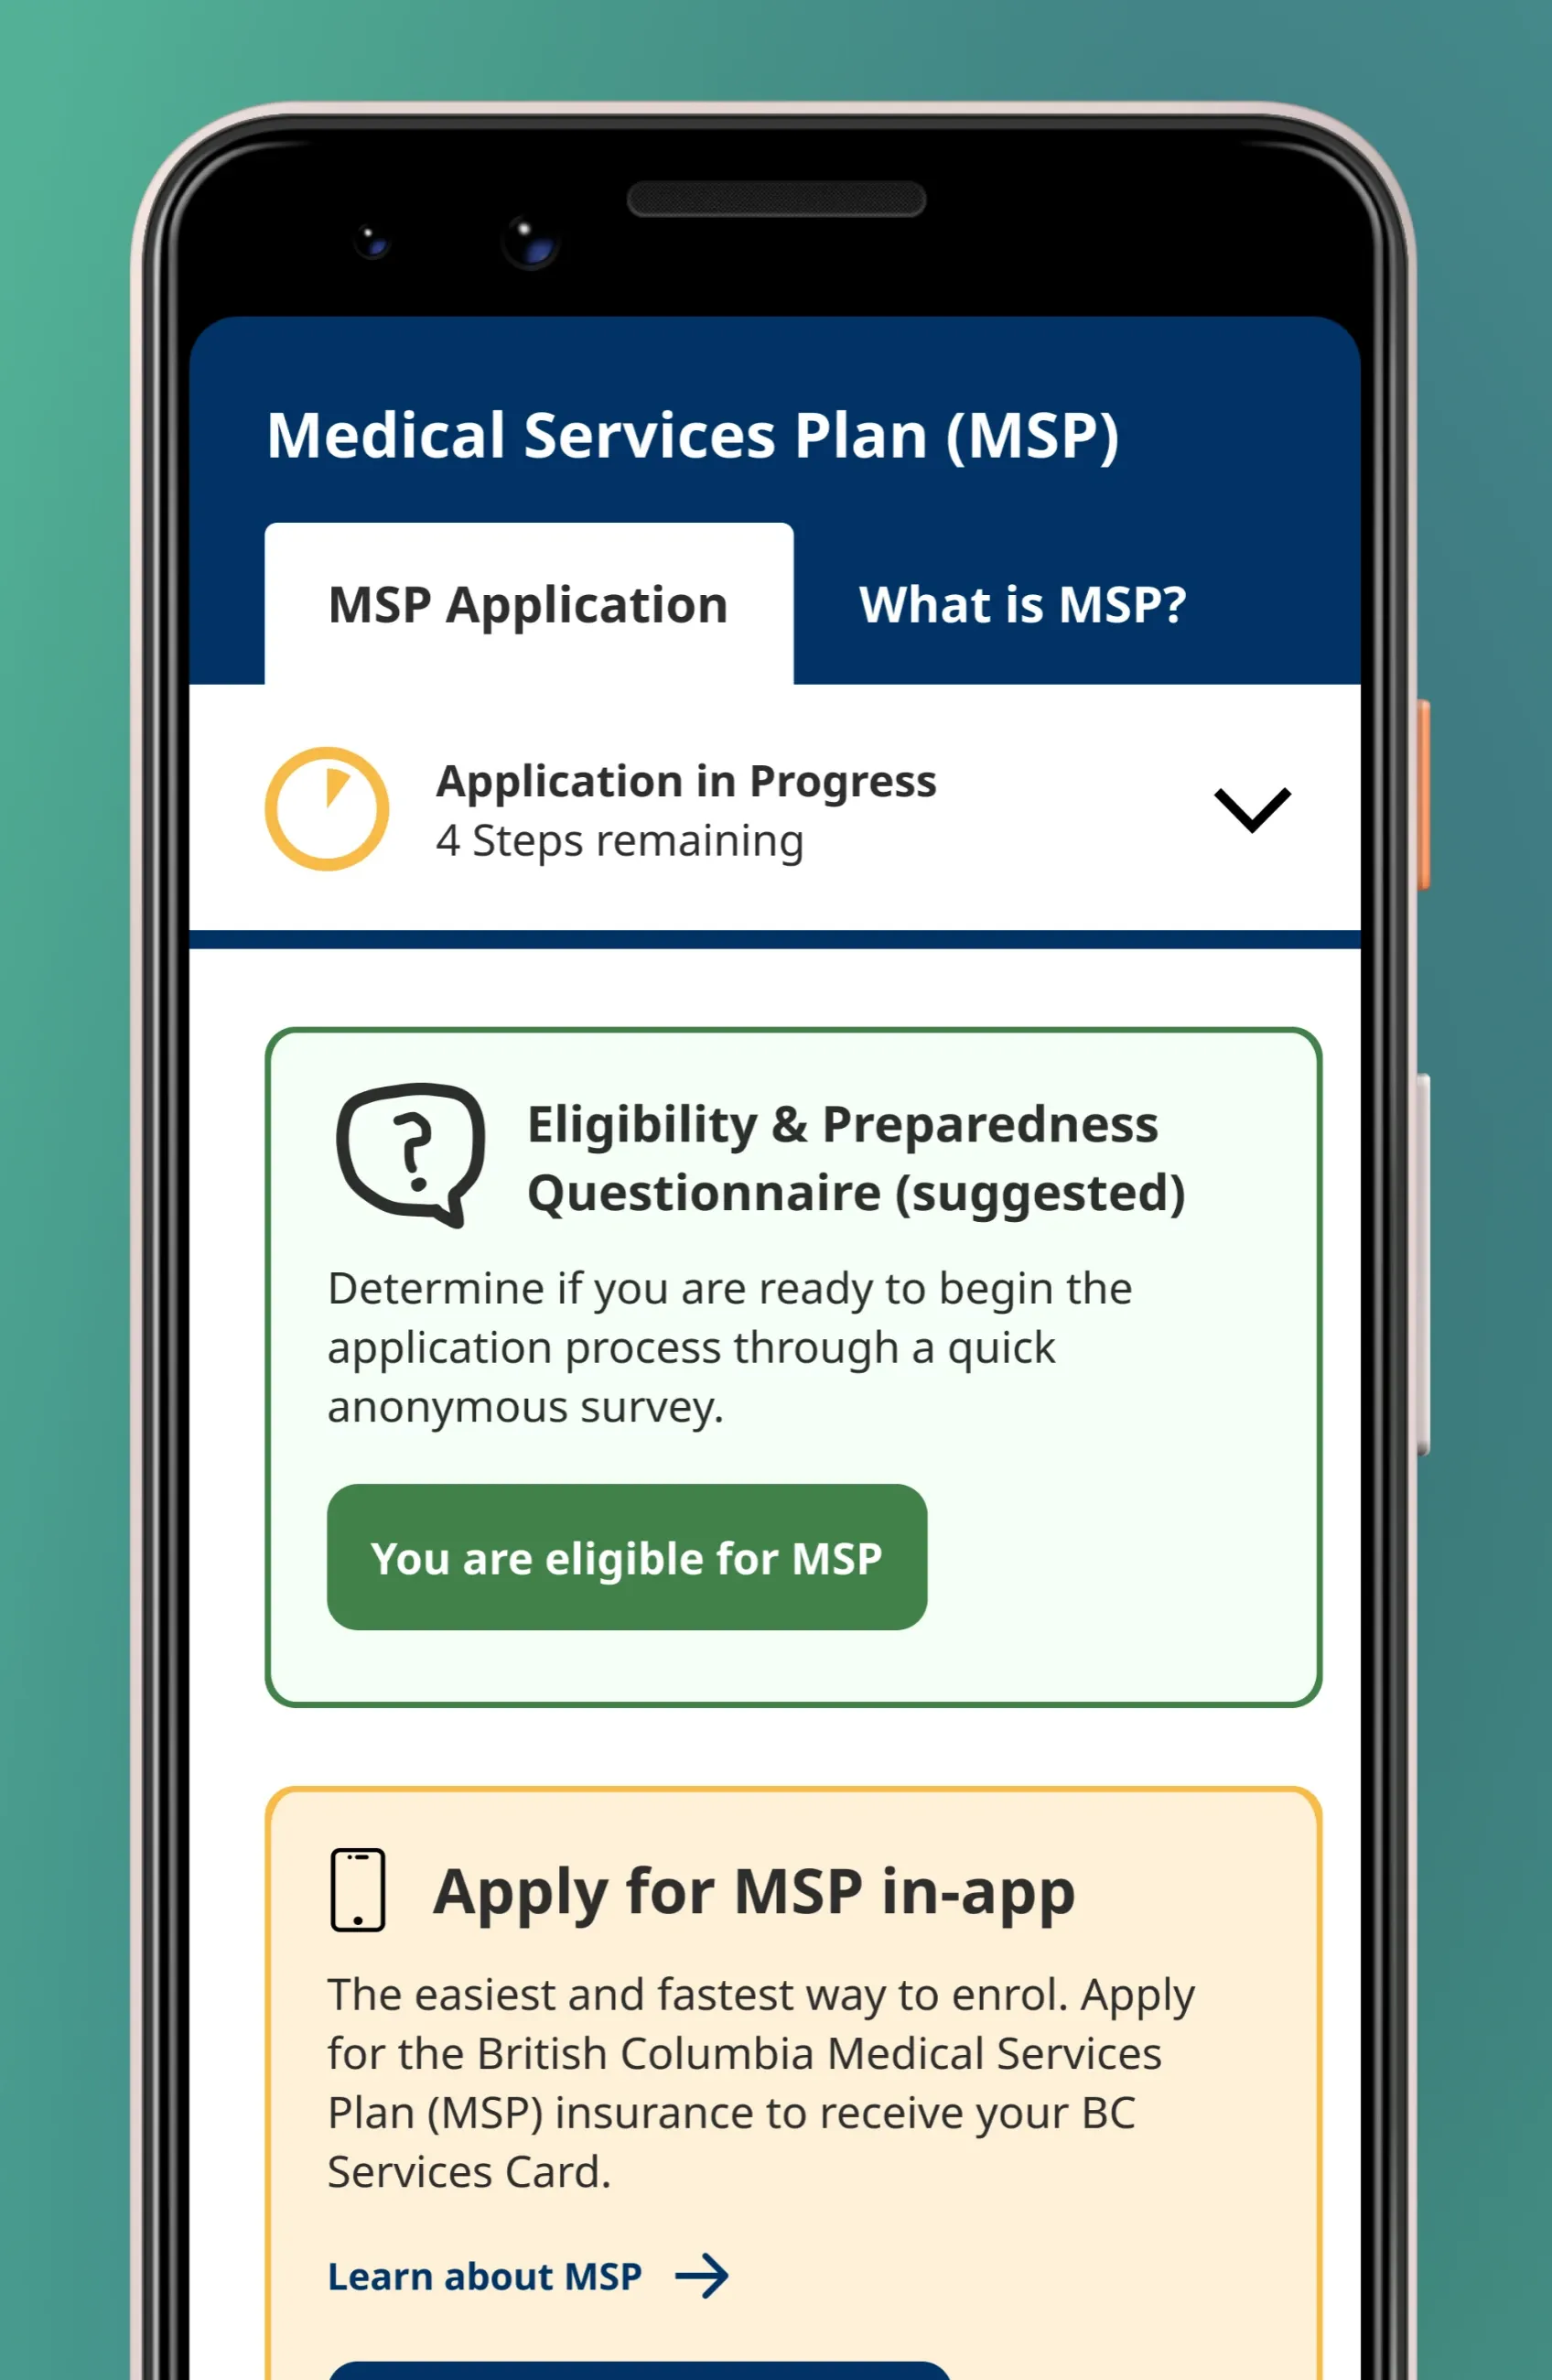 Medical Services Plan (MSP)
MSP Application
What is MSP?
Application in Progress
4 Steps remaining
Eligibility & Preparedness
Questionnaire (suggested)
Determine if you are ready to begin the
application process through a quick
anonymous survey.
You are eligible for MSP
Apply for MSP in-app
The easiest and fastest way to enrol. Apply
for the British Columbia Medical Services
Plan (MSP) insurance to receive your BC
Services Card.
Learn about MSP